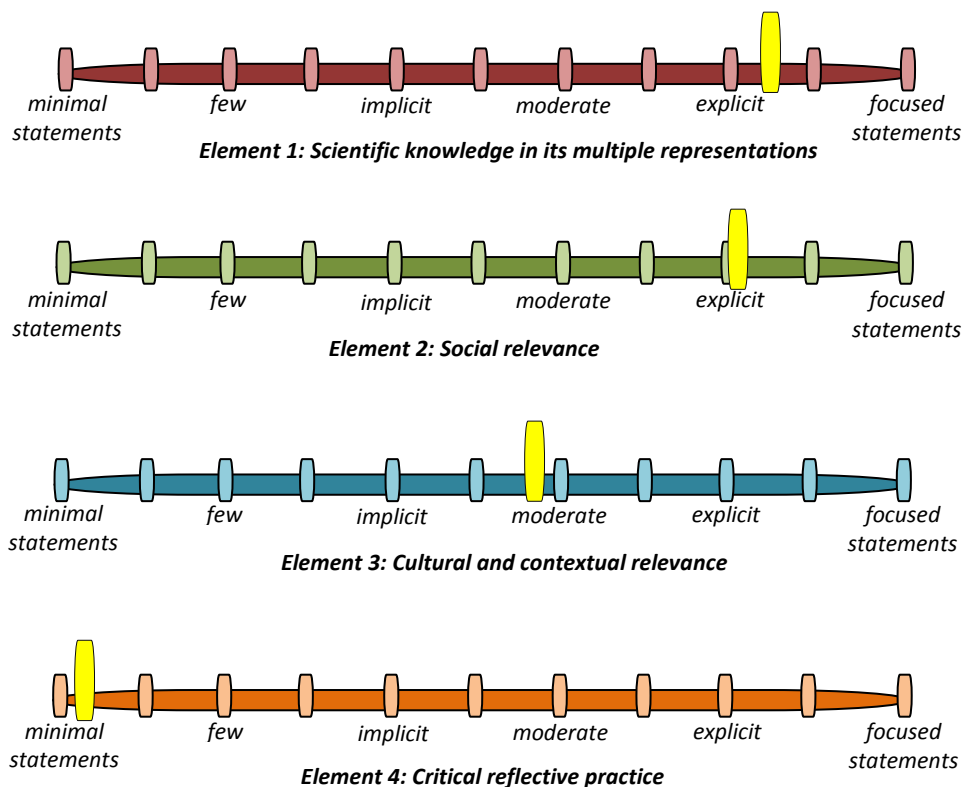 minimal few implicit moderate explicit focused
statements statements
Element 1: Scientific knowledge in its multiple representations
minimal few implicit moderate explicit focused
statements statements
Element 2: Social relevance
minimal few implicit moderate explicit focused
statements statements
Element 3: Cultural and contextual relevance
minimal few implicit moderate explicit focused
statements statements
Element 4: Critical reflective practice